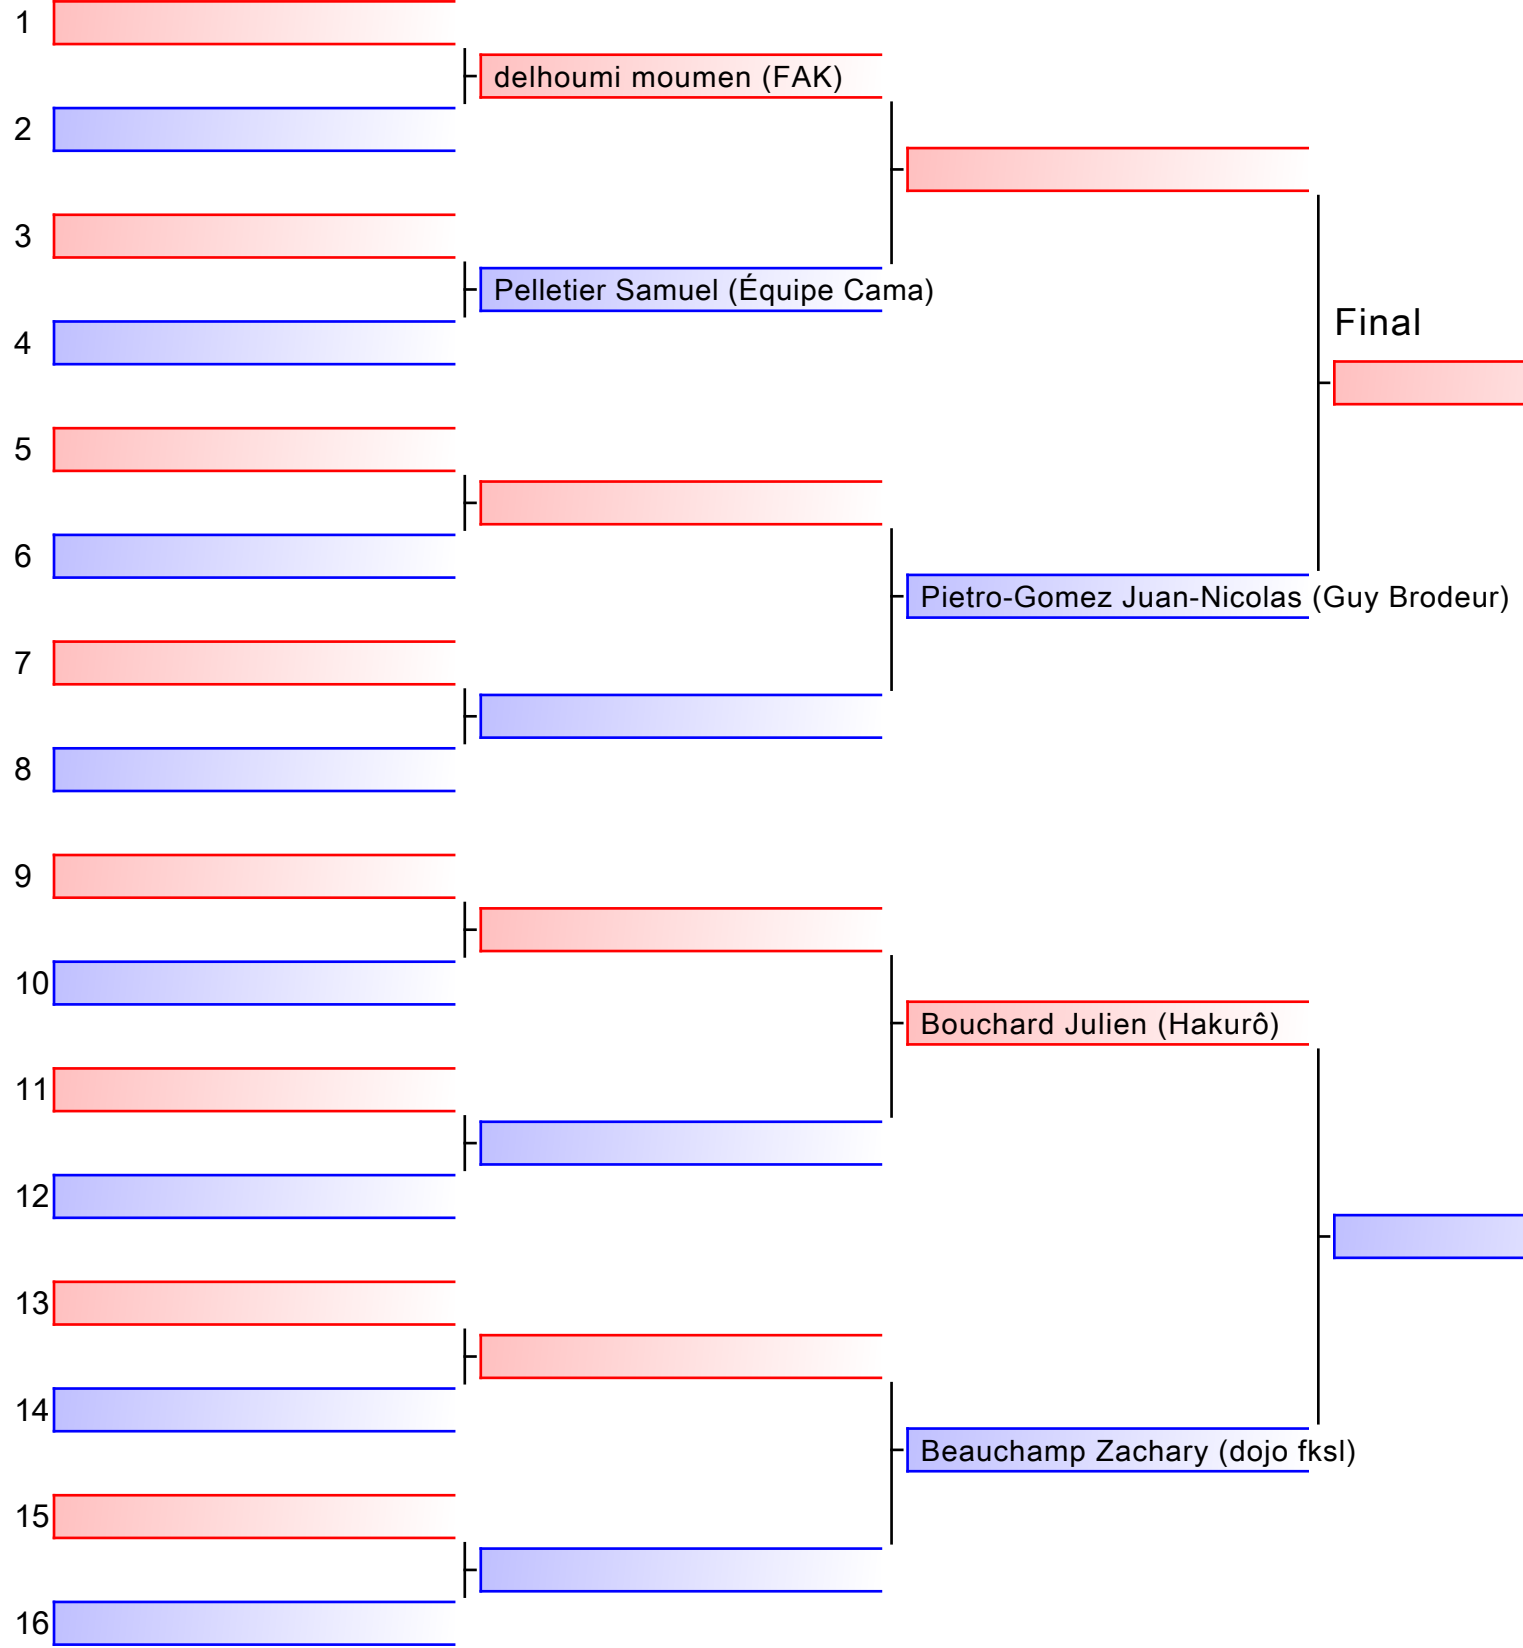 1
delhoumi moumen (FAK)
2
3
Pelletier Samuel (Équipe Cama)
Final
4
5
6
Pietro-Gomez Juan-Nicolas (Guy Brodeur)
7
8
9
10
Bouchard Julien (Hakurô)
11
12
13
14
Beauchamp Zachary (dojo fksl)
15
16